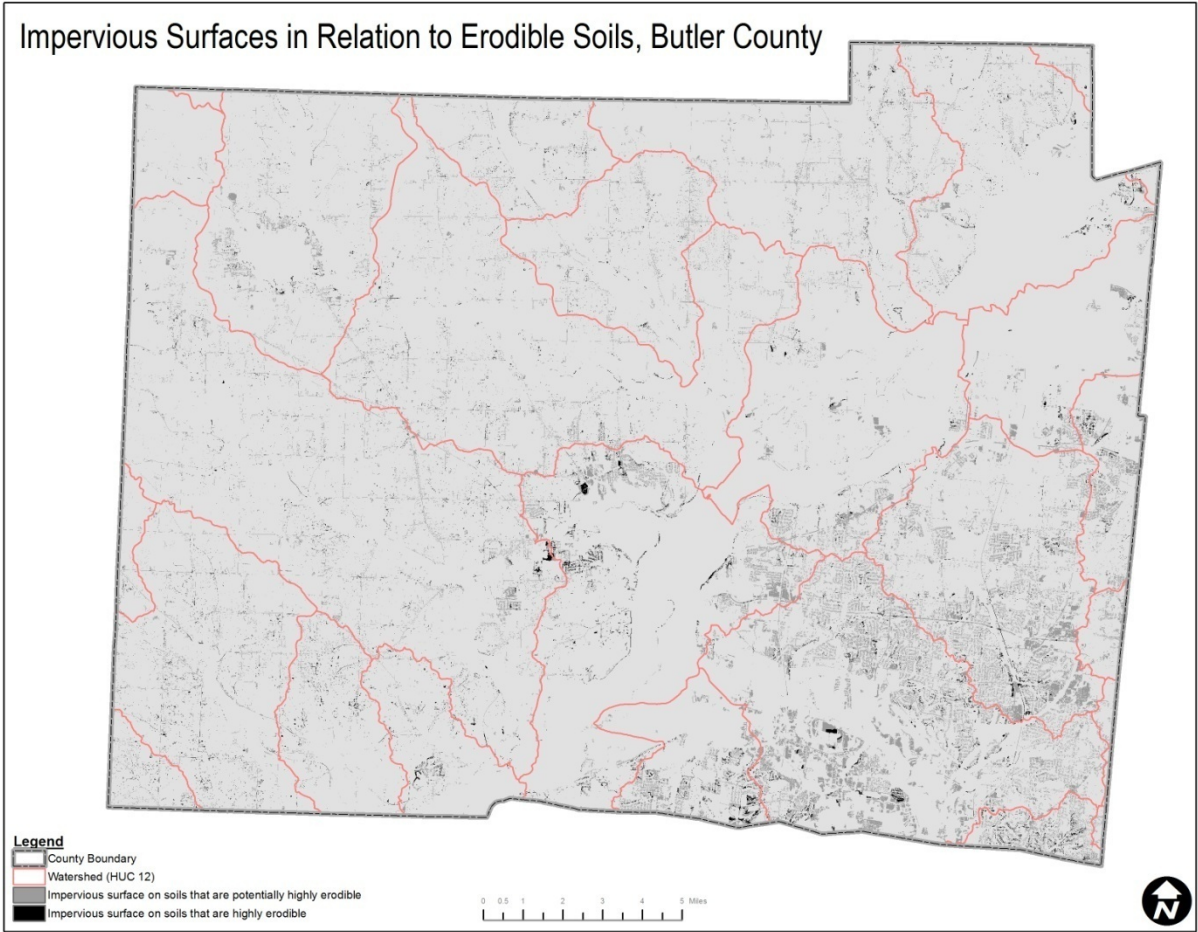 Impervious Surfaces in Relation to Erodible Soils, Butler County
Legend
County Boundary
Watershed (HUC 12)
Impervious surface on soils that are potentially highly erodible
Impervious surface on soils that are highly erodible
0 0.5 1 2 3 4 5 Miles
N